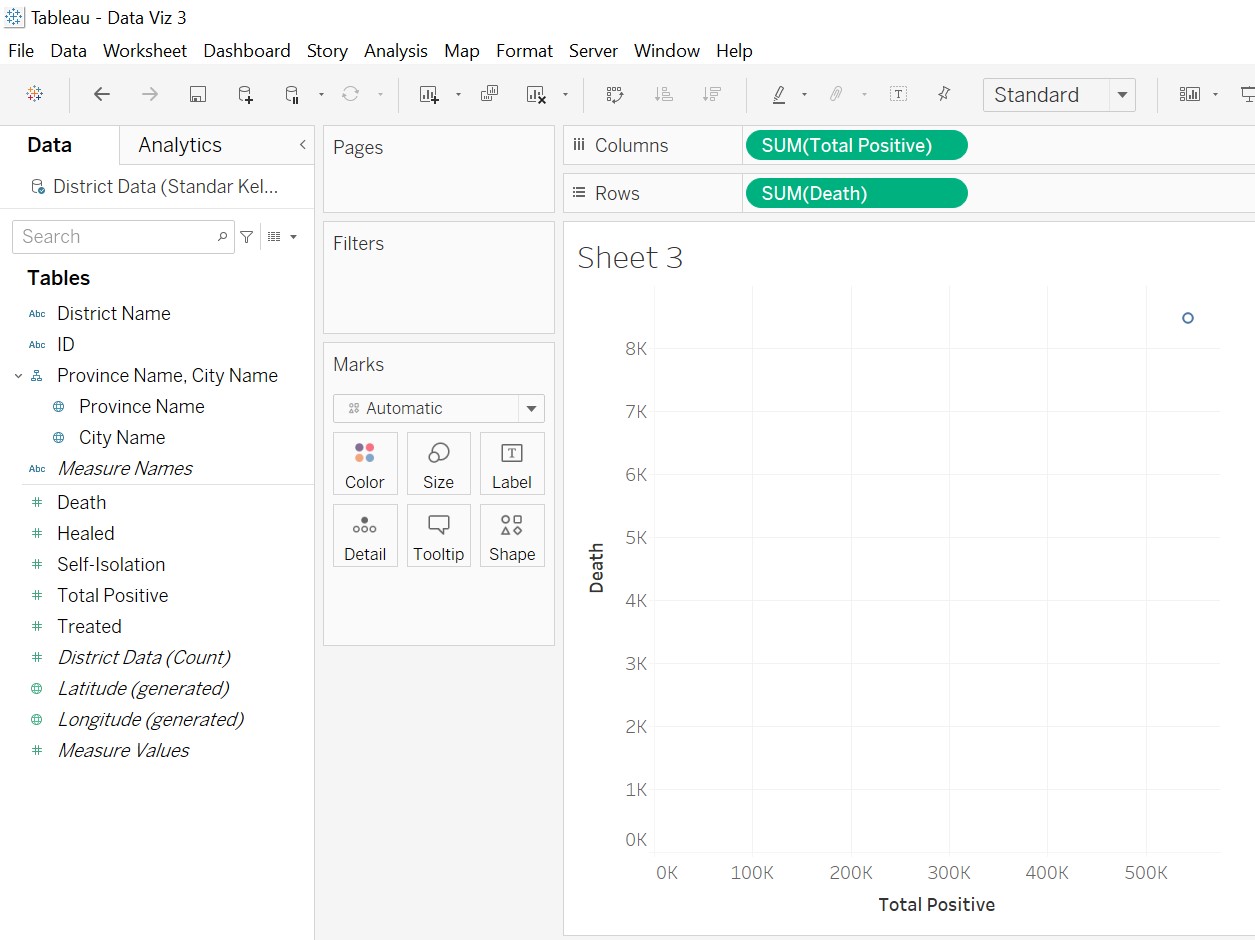 Tableau - Data Viz 3
File Data Worksheet Dashboard Story Analysis Map Format Server Window Help
Standard
Data Analytics
District Data (Standar Kel...
Search
Tables
Abc District Name
Abc ID
Province Name, City Name
Province Name
City Name
Abc Measure Names
# Death
# Healed
# Self-Isolation
# Total Positive
# Treated
# District Data (Count)
Latitude (generated)
Longitude (generated)
# Measure Values
Pages
Filters
Marks
Automatic
Color Size Label
Detail Tooltip Shape
Columns SUM(Total Positive)
Rows SUM(Death)
Sheet 3
8K
7K
6K
5K
4K
3K
2K
1K
0K
Death
0K 100K 200K 300K 400K 500K
Total Positive